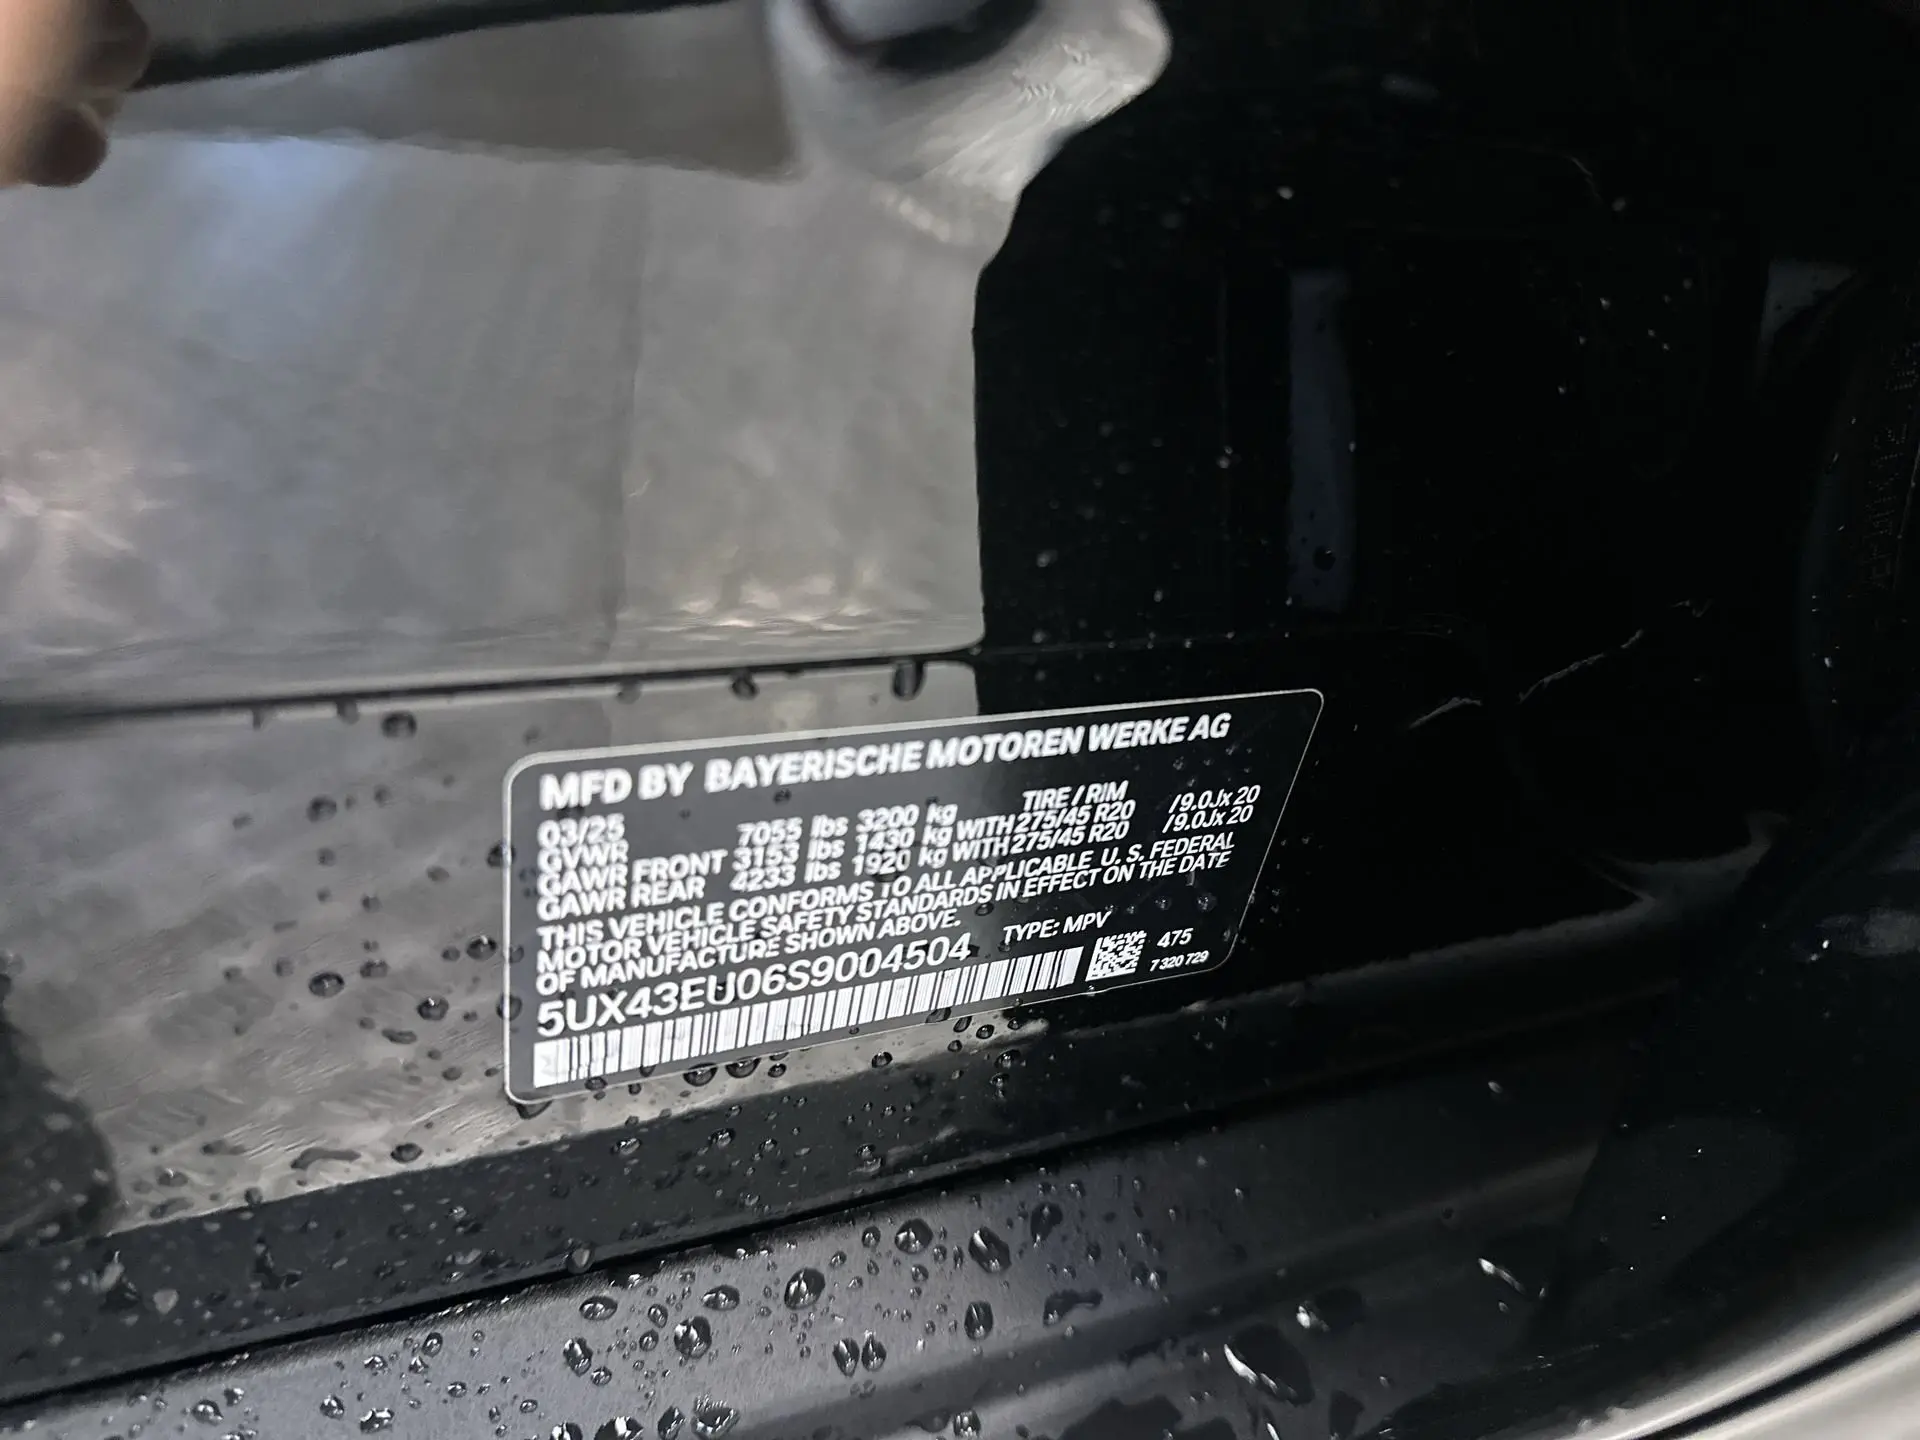 MFD BY BAYERISCHE MOTOREN WERKE AG
03/25 TIRE / RIM
GVWR 7055 lbs 3200 kg
GAWR FRONT 3153 lbs 1430 kg WITH 275/45 R20 /9.0Jx 20
GAWR REAR 4233 lbs 1920 kg WITH 275/45 R20 /9.0Jx 20
THIS VEHICLE CONFORMS TO ALL APPLICABLE U. S. FEDERAL
MOTOR VEHICLE SAFETY STANDARDS IN EFFECT ON THE DATE
OF MANUFACTURE SHOWN ABOVE.
5UX43EU06S9004504 TYPE: MPV
475
7 320 729